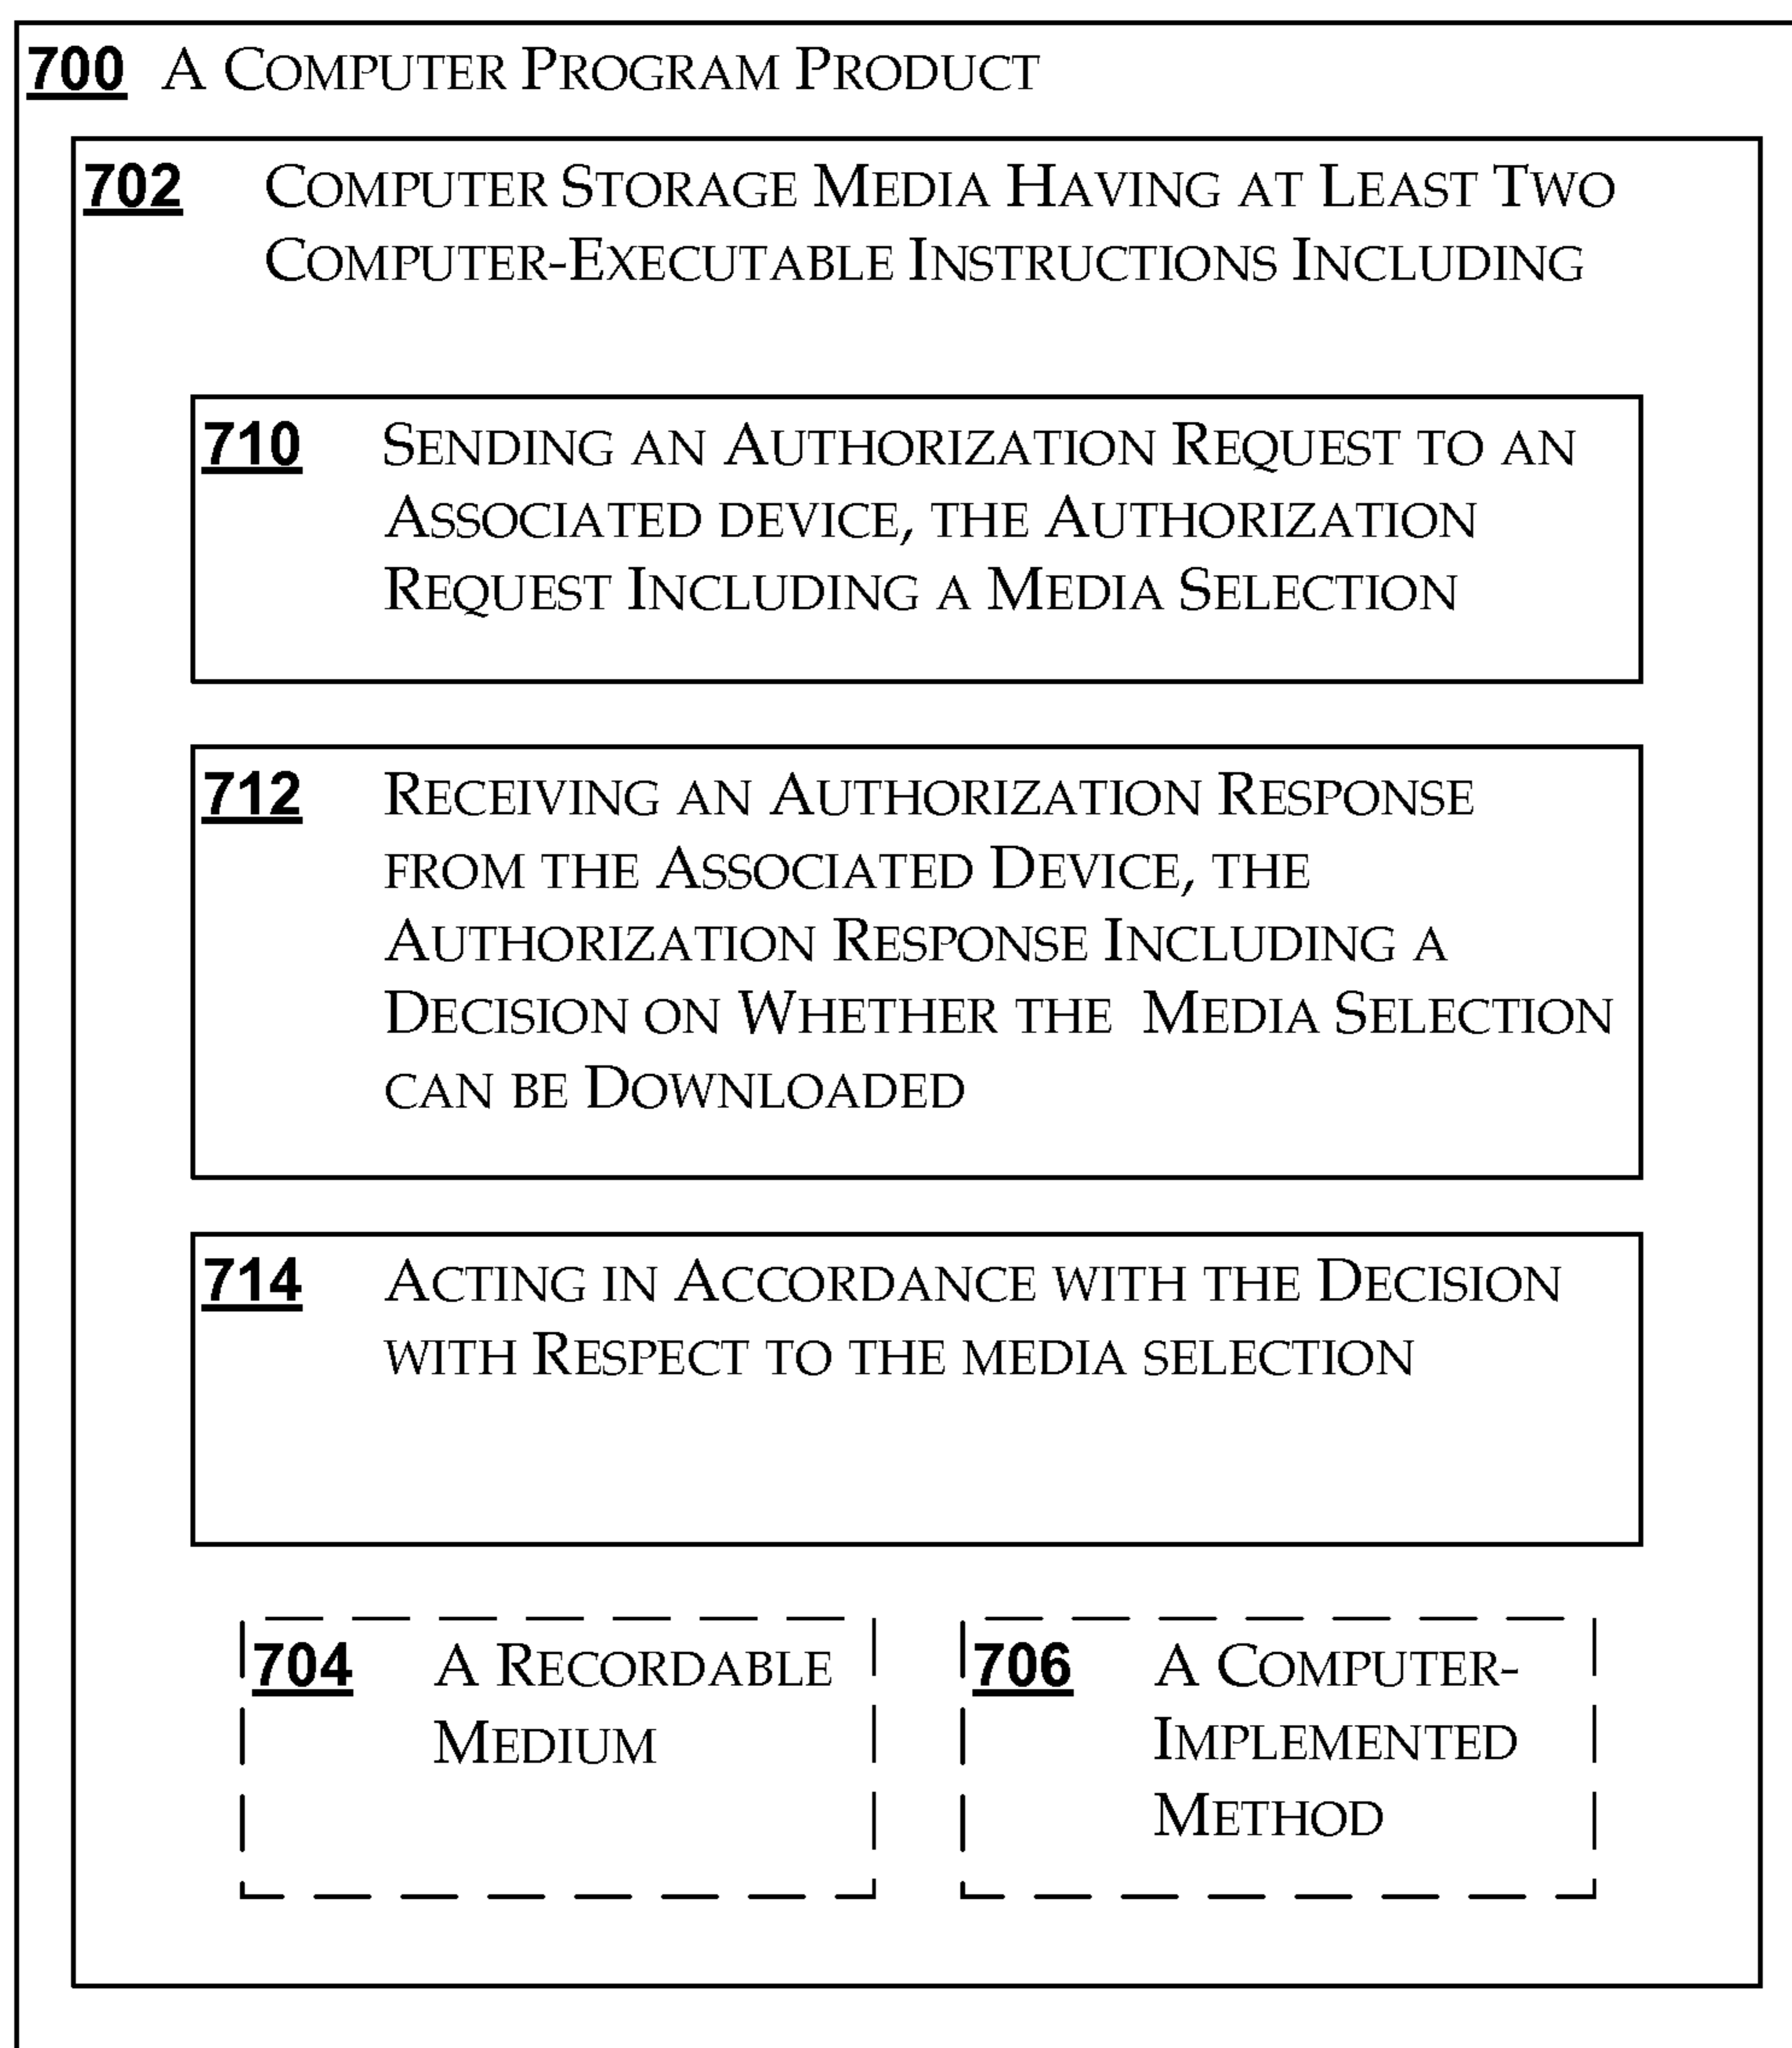 700 A Computer Program Product
702 Computer Storage Media Having at Least Two
Computer-Executable Instructions Including
710 Sending an Authorization Request to an
Associated device, the Authorization
Request Including a Media Selection
712 Receiving an Authorization Response
from the Associated Device, the
Authorization Response Including a
Decision on Whether the Media Selection
can be Downloaded
714 Acting in Accordance with the Decision
with Respect to the media selection
704 A Recordable
Medium
706 A Computer-
Implemented
Method